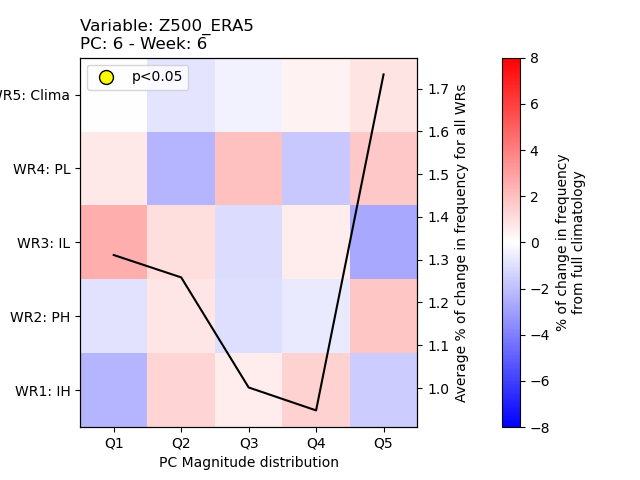 Variable: Z500_ERA5
PC: 6 - Week: 6
p<0.05
WR5: Clima
WR4: PL
WR3: IL
WR2: PH
WR1: IH
Q1 Q2 Q3 Q4 Q5
PC Magnitude distribution
1.7
1.6
1.5
1.4
1.3
1.2
1.1
1.0
Average % of change in frequency for all WRs
8
6
4
2
0
−2
−4
−6
−8
% of change in frequency
from full climatology